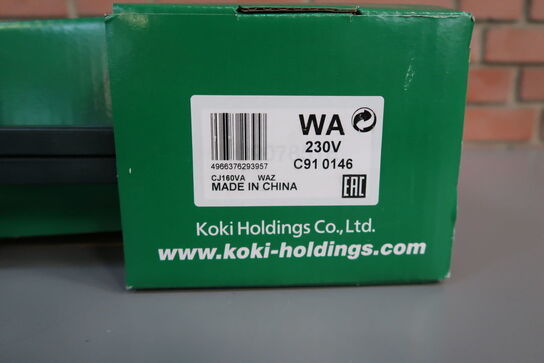 WA
230V
C91 0146
4966376293957
CJ160VA WAZ
MADE IN CHINA
EAC
Koki Holdings Co., Ltd.
www.koki-holdings.com